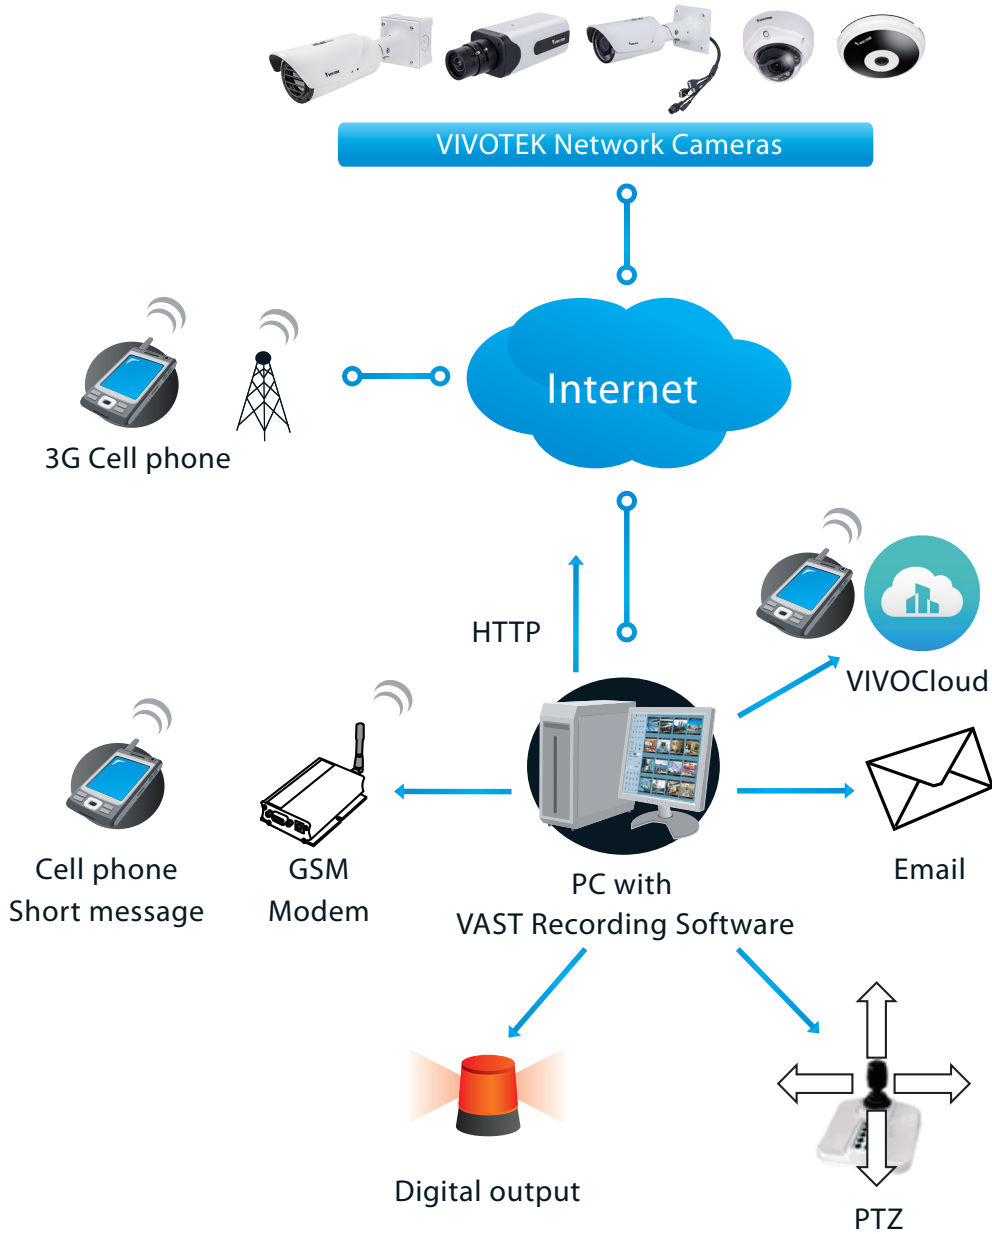 VIVOTEK Network Cameras
Internet
3G Cell phone
HTTP
VIVOCloud
Cell phone
Short message
GSM
Modem
PC with
VAST Recording Software
Email
Digital output
PTZ